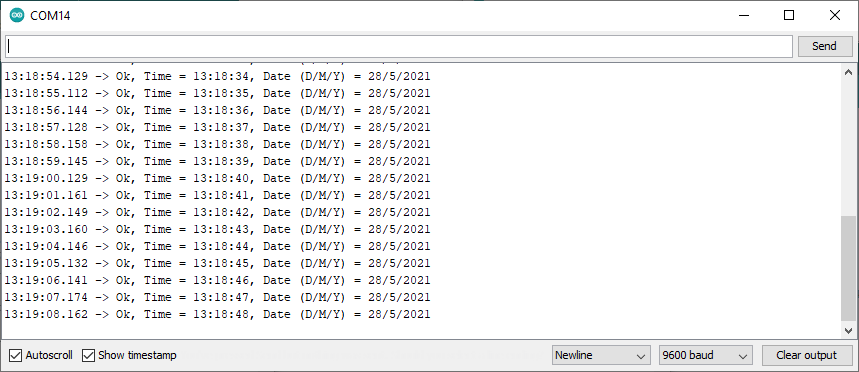 COM14
Send
13:18:54.129 -> Ok, Time = 13:18:34, Date (D/M/Y) = 28/5/2021
13:18:55.112 -> Ok, Time = 13:18:35, Date (D/M/Y) = 28/5/2021
13:18:56.144 -> Ok, Time = 13:18:36, Date (D/M/Y) = 28/5/2021
13:18:57.128 -> Ok, Time = 13:18:37, Date (D/M/Y) = 28/5/2021
13:18:58.158 -> Ok, Time = 13:18:38, Date (D/M/Y) = 28/5/2021
13:18:59.145 -> Ok, Time = 13:18:39, Date (D/M/Y) = 28/5/2021
13:19:00.129 -> Ok, Time = 13:18:40, Date (D/M/Y) = 28/5/2021
13:19:01.161 -> Ok, Time = 13:18:41, Date (D/M/Y) = 28/5/2021
13:19:02.149 -> Ok, Time = 13:18:42, Date (D/M/Y) = 28/5/2021
13:19:03.160 -> Ok, Time = 13:18:43, Date (D/M/Y) = 28/5/2021
13:19:04.146 -> Ok, Time = 13:18:44, Date (D/M/Y) = 28/5/2021
13:19:05.132 -> Ok, Time = 13:18:45, Date (D/M/Y) = 28/5/2021
13:19:06.141 -> Ok, Time = 13:18:46, Date (D/M/Y) = 28/5/2021
13:19:07.174 -> Ok, Time = 13:18:47, Date (D/M/Y) = 28/5/2021
13:19:08.162 -> Ok, Time = 13:18:48, Date (D/M/Y) = 28/5/2021
Autoscroll Show timestamp Newline 9600 baud Clear output